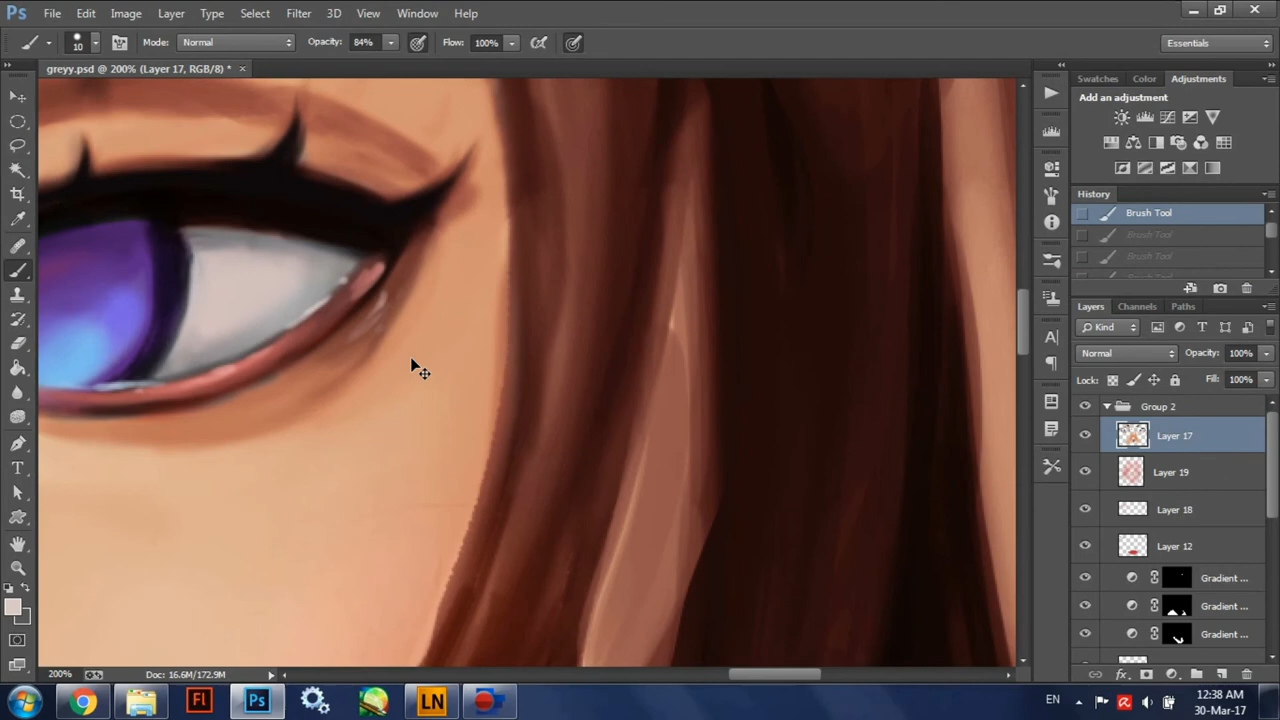 Ps File Edit Image Layer Type Select Filter 3D View Window Help
10 Mode: Normal Opacity: 84% Flow: 100% Essentials
greyy.psd @ 200% (Layer 17, RGB/8) * ×
Swatches Color Adjustments
Add an adjustment
History
Brush Tool
Brush Tool
Brush Tool
Brush Tool
Layers Channels Paths
Kind
Normal Opacity: 100%
Lock: Fill: 100%
Group 2
Layer 17
Layer 19
Layer 18
Layer 12
Gradient ...
Gradient ...
Gradient ...
200% Doc: 16.6M/172.9M
Fl Ps LN EN 12:38 AM
30-Mar-17